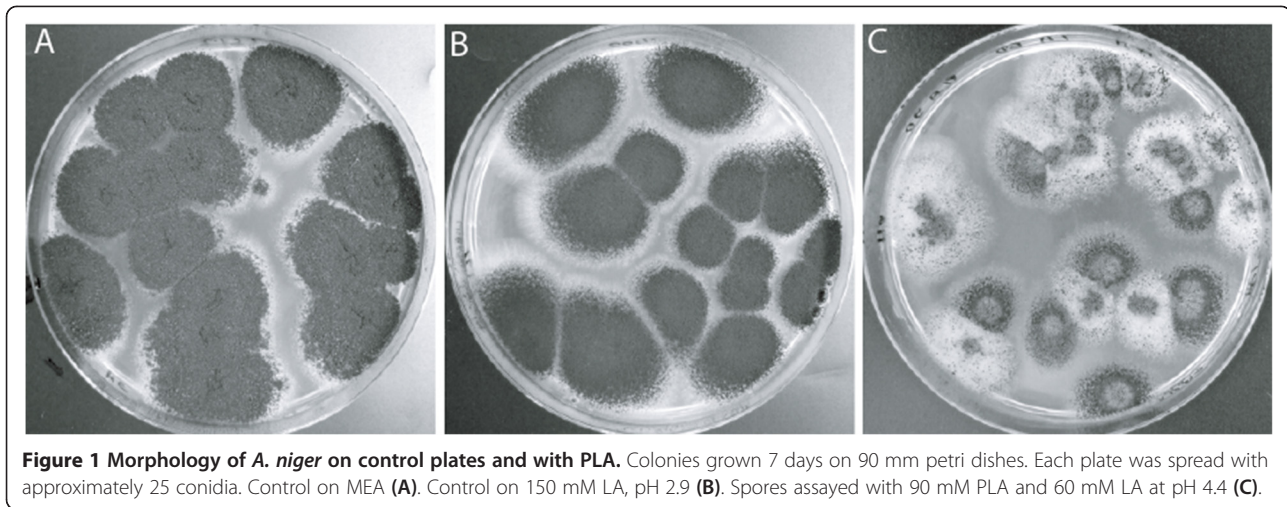 A
B
C
Figure 1 Morphology of A. niger on control plates and with PLA. Colonies grown 7 days on 90 mm petri dishes. Each plate was spread with
approximately 25 conidia. Control on MEA (A). Control on 150 mM LA, pH 2.9 (B). Spores assayed with 90 mM PLA and 60 mM LA at pH 4.4 (C).